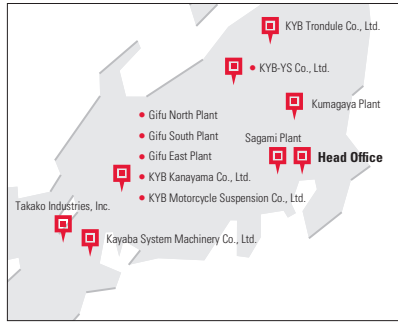 KYB Trondule Co., Ltd.
• KYB-YS Co., Ltd.
Kumagaya Plant
• Gifu North Plant
• Gifu South Plant
Sagami Plant
• Gifu East Plant
Head Office
• KYB Kanayama Co., Ltd.
• KYB Motorcycle Suspension Co., Ltd.
Takako Industries, Inc.
Kayaba System Machinery Co., Ltd.